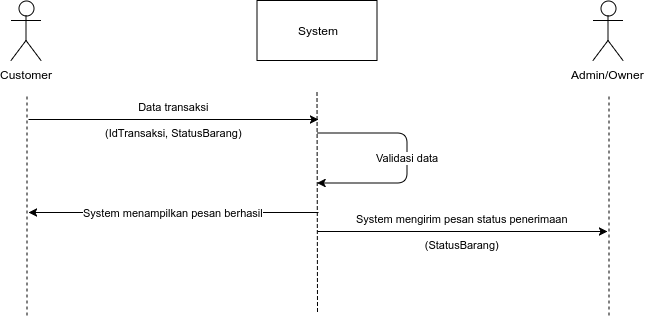 System
Customer
Admin/Owner
Data transaksi
(IdTransaksi, StatusBarang)
Validasi data
System menampilkan pesan berhasil
System mengirim pesan status penerimaan
(StatusBarang)